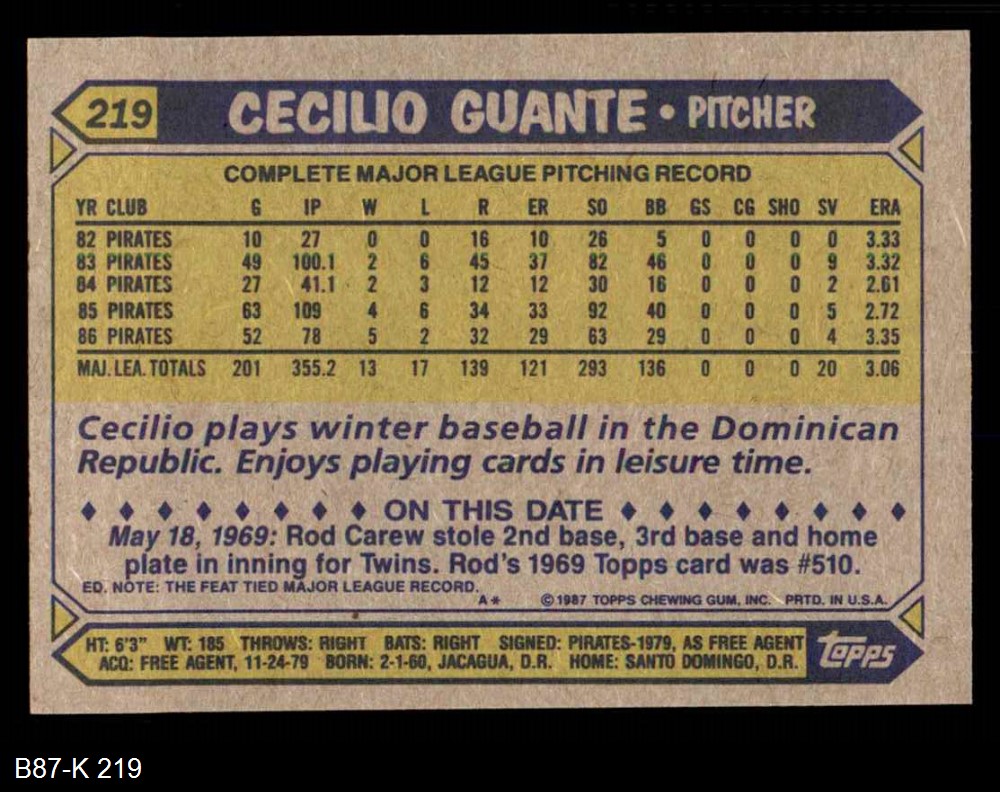 219 CECILIO GUANTE • PITCHER
COMPLETE MAJOR LEAGUE PITCHING RECORD
YR CLUB G IP W L R ER SO BB GS CG SHO SV ERA
82 PIRATES 10 27 0 0 16 10 26 5 0 0 0 0 3.33
83 PIRATES 49 100.1 2 6 45 37 82 46 0 0 0 9 3.32
84 PIRATES 27 41.1 2 3 12 12 30 16 0 0 0 2 2.61
85 PIRATES 63 109 4 6 34 33 92 40 0 0 0 5 2.72
86 PIRATES 52 78 5 2 32 29 63 29 0 0 0 4 3.35
MAJ. LEA. TOTALS 201 355.2 13 17 139 121 293 136 0 0 0 20 3.06
Cecilio plays winter baseball in the Dominican
Republic. Enjoys playing cards in leisure time.
♦ ♦ ♦ ♦ ♦ ♦ ♦ ♦ ON THIS DATE ♦ ♦ ♦ ♦ ♦ ♦ ♦ ♦
May 18, 1969: Rod Carew stole 2nd base, 3rd base and home
plate in inning for Twins. Rod's 1969 Topps card was #510.
ED. NOTE: THE FEAT TIED MAJOR LEAGUE RECORD.
A* ©1987 TOPPS CHEWING GUM, INC. PRTD. IN U.S.A.
HT: 6'3" WT: 185 THROWS: RIGHT BATS: RIGHT SIGNED: PIRATES-1979, AS FREE AGENT
ACQ: FREE AGENT, 11-24-79 BORN: 2-1-60, JACAGUA, D.R. HOME: SANTO DOMINGO, D.R.
topps
B87-K 219